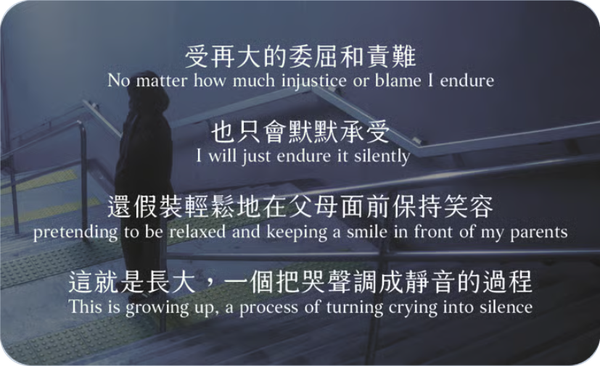 受再大的委屈和責難
No matter how much injustice or blame I endure
也只會默默承受
I will just endure it silently
還假裝輕鬆地在父母面前保持笑容
pretending to be relaxed and keeping a smile in front of my parents
這就是長大，一個把哭聲調成靜音的過程
This is growing up, a process of turning crying into silence